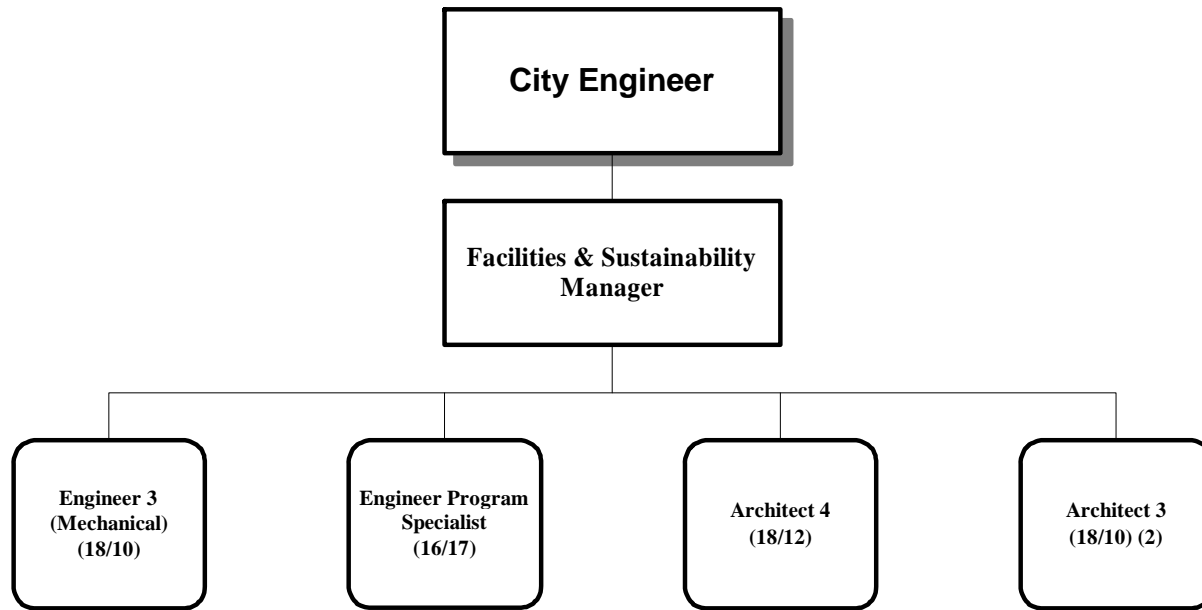 City Engineer
Facilities & Sustainability
Manager
Engineer 3
(Mechanical)
(18/10)
Engineer Program
Specialist
(16/17)
Architect 4
(18/12)
Architect 3
(18/10) (2)